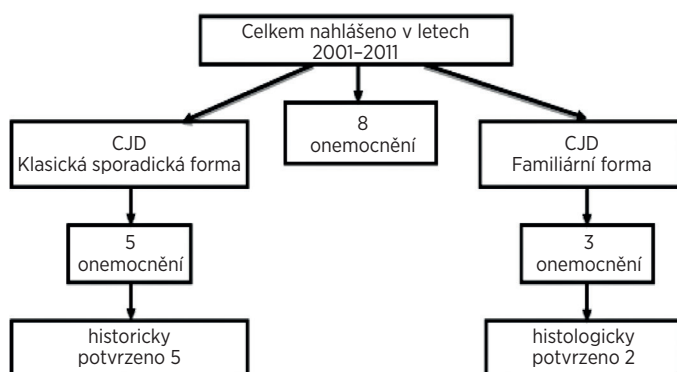 Celkem nahlášeno v letech
2001–2011
CJD
Klasická sporadická forma
8
onemocnění
CJD
Familiární forma
5
onemocnění
3
onemocnění
historicky
potvrzeno 5
histologicky
potvrzeno 2